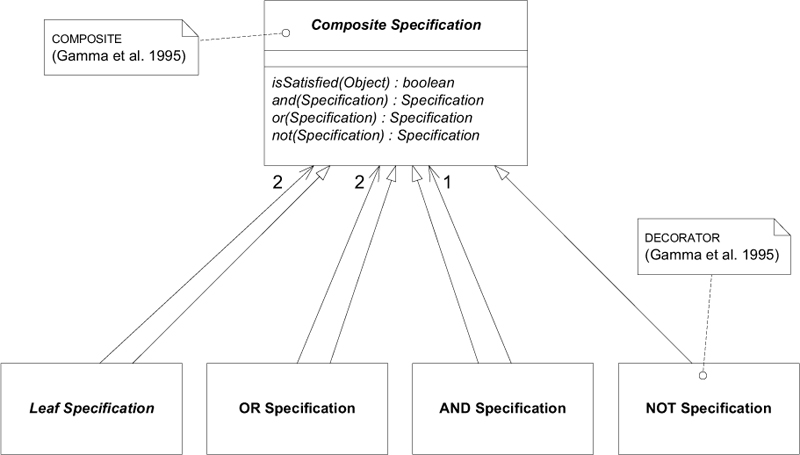 Composite Specification
COMPOSITE
(Gamma et al. 1995)
isSatisfied(Object) : boolean
and(Specification) : Specification
or(Specification) : Specification
not(Specification) : Specification
2
2
1
DECORATOR
(Gamma et al. 1995)
Leaf Specification
OR Specification
AND Specification
NOT Specification